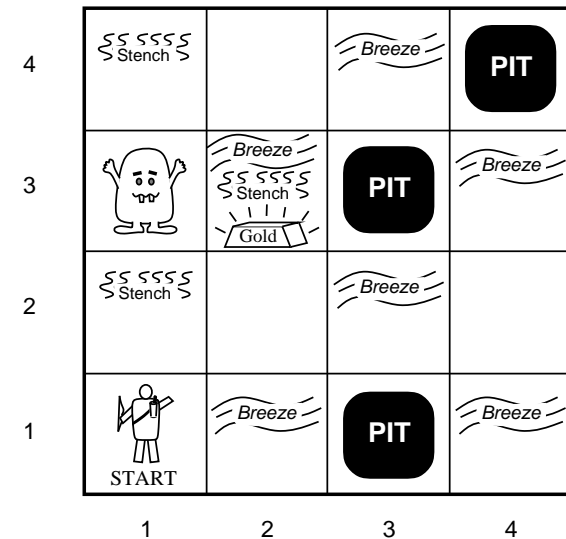 4
Stench
Breeze
PIT
3
Breeze
Stench
Gold
PIT
Breeze
2
Stench
Breeze
1
START
Breeze
PIT
Breeze
1 2 3 4